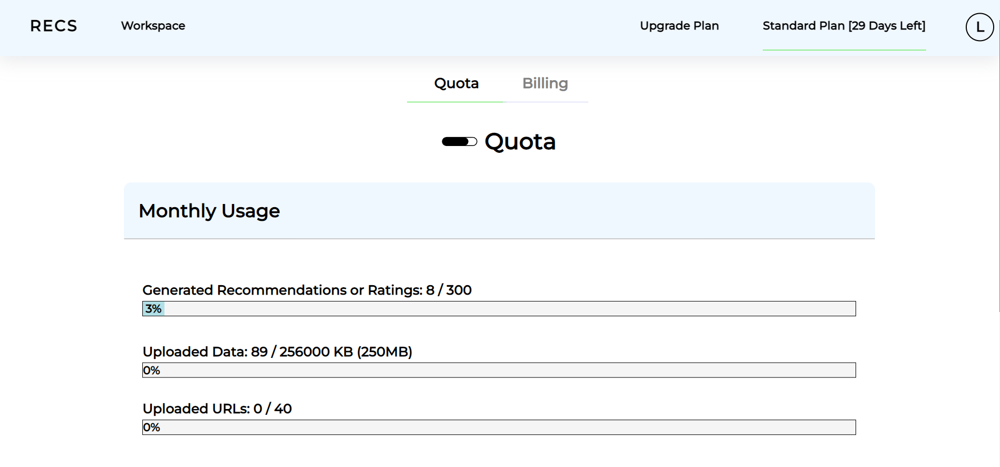 RECS
Workspace
Upgrade Plan
Standard Plan [29 Days Left]
L
Quota
Billing
Quota
Monthly Usage
Generated Recommendations or Ratings: 8 / 300
3%
Uploaded Data: 89 / 256000 KB (250MB)
0%
Uploaded URLs: 0 / 40
0%